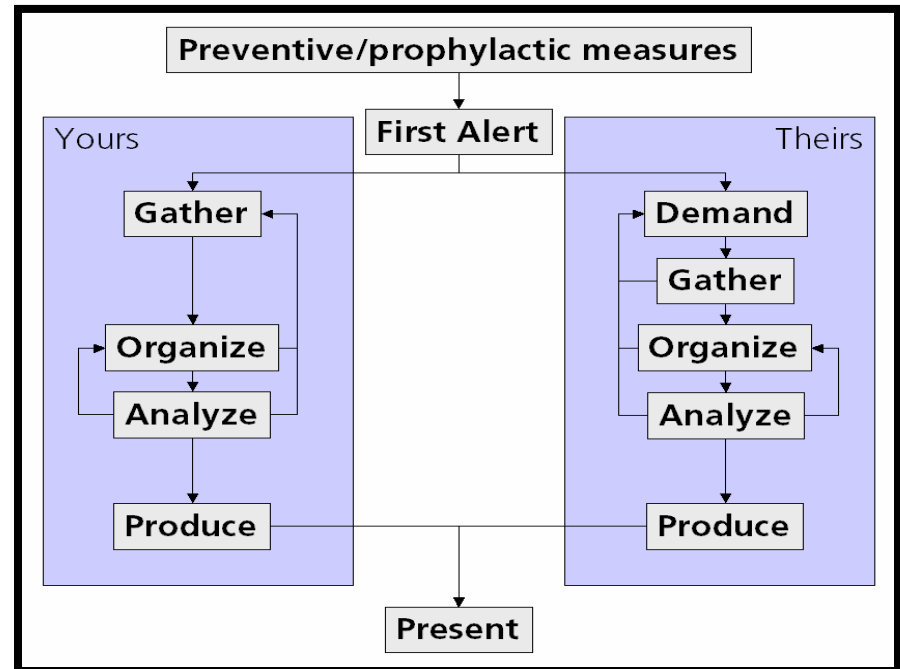 Preventive/prophylactic measures
First Alert
Yours
Gather
Organize
Analyze
Produce
Theirs
Demand
Gather
Organize
Analyze
Produce
Present